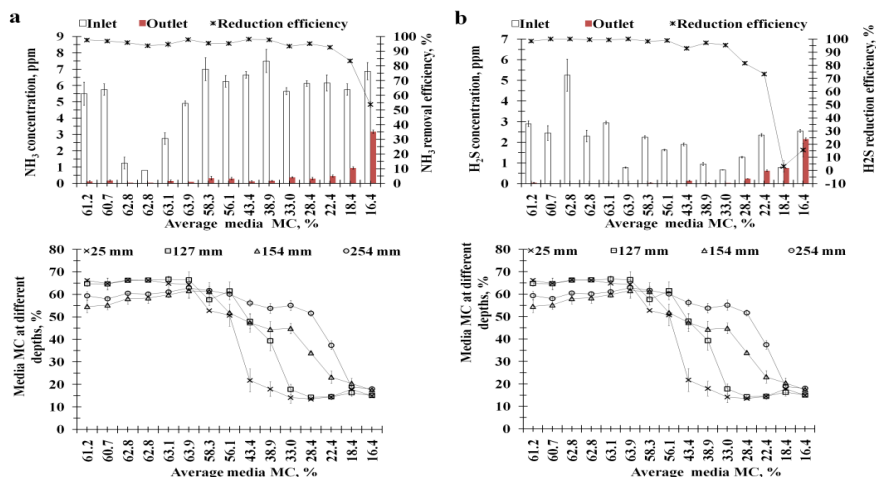 a
Inlet Outlet Reduction efficiency
NH3 concentration, ppm
9
8
7
6
5
4
3
2
1
0
100
90
80
70
60
50
40
30
20
10
0
NH3 removal efficiency, %
61.2 60.7 62.8 62.8 63.1 63.9 58.3 56.1 43.4 38.9 33.0 28.4 22.4 18.4 16.4
Average media MC, %
b
Inlet Outlet Reduction efficiency
H2S concentration, ppm
7
6
5
4
3
2
1
0
100
90
80
70
60
50
40
30
20
10
0
-10
H2S reduction efficiency, %
61.2 60.7 62.8 62.8 63.1 63.9 58.3 56.1 43.4 38.9 33.0 28.4 22.4 18.4 16.4
Average media MC, %
25 mm 127 mm 154 mm 254 mm
Media MC at different
depths, %
80
70
60
50
40
30
20
10
0
61.2 60.7 62.8 62.8 63.1 63.9 58.3 56.1 43.4 38.9 33.0 28.4 22.4 18.4 16.4
Average media MC, %
25 mm 127 mm 154 mm 254 mm
Media MC at different
depths, %
80
70
60
50
40
30
20
10
0
61.2 60.7 62.8 62.8 63.1 63.9 58.3 56.1 43.4 38.9 33.0 28.4 22.4 18.4 16.4
Average media MC, %